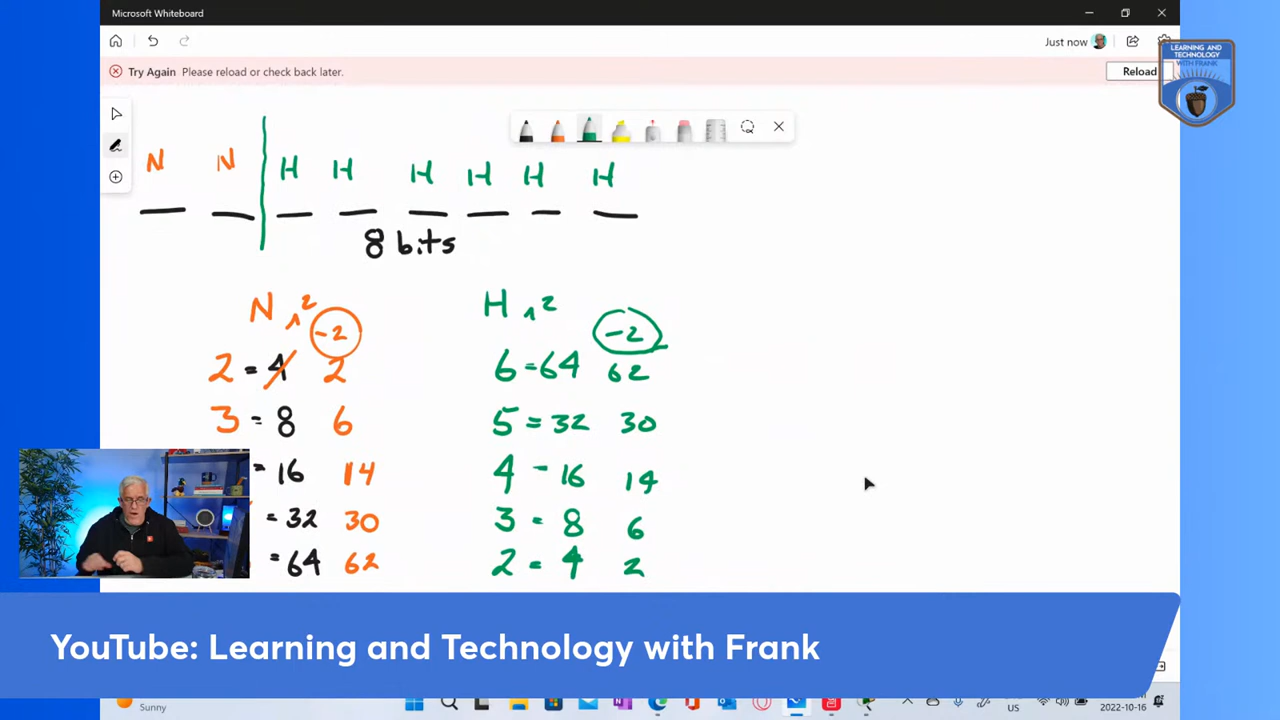 Microsoft Whiteboard
Just now
Try Again Please reload or check back later.
Reload
LEARNING AND
TECHNOLOGY
WITH FRANK
N N H H H H H H
8 bits
N ^2 -2
2 = 4 2
3 = 8 6
= 16 14
= 32 30
= 64 62
H ^2 -2
6 = 64 62
5 = 32 30
4 - 16 14
3 = 8 6
2 = 4 2
YouTube: Learning and Technology with Frank
Sunny
US
2022-10-16